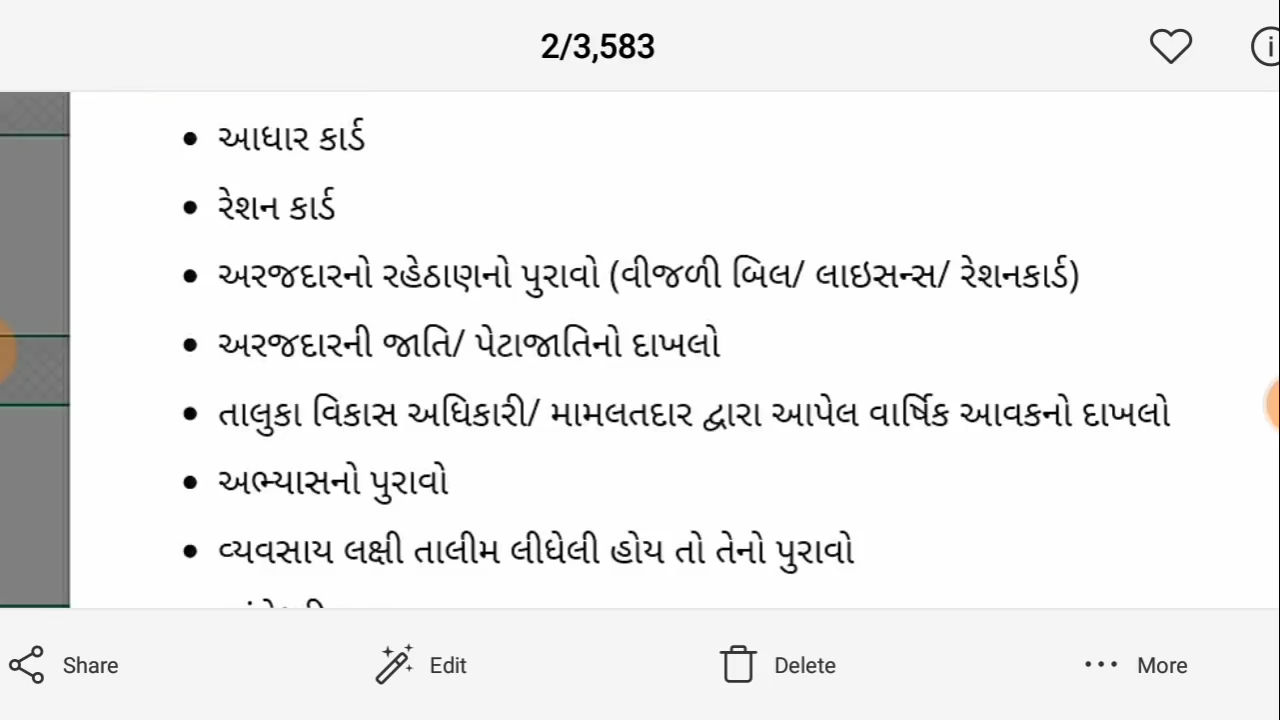 2/3,583
• આધાર કાર્ડ
• રેશન કાર્ડ
• અરજદારનો રહેઠાણનો પુરાવો (વીજળી બિલ/ લાઇસન્સ/ રેશનકાર્ડ)
• અરજદારની જાતિ/ પેટાજાતિનો દાખલો
• તાલુકા વિકાસ અધિકારી/ મામલતદાર દ્વારા આપેલ વાર્ષિક આવકનો દાખલો
• અભ્યાસનો પુરાવો
• વ્યવસાય લક્ષી તાલીમ લીધેલી હોય તો તેનો પુરાવો
Share Edit Delete More